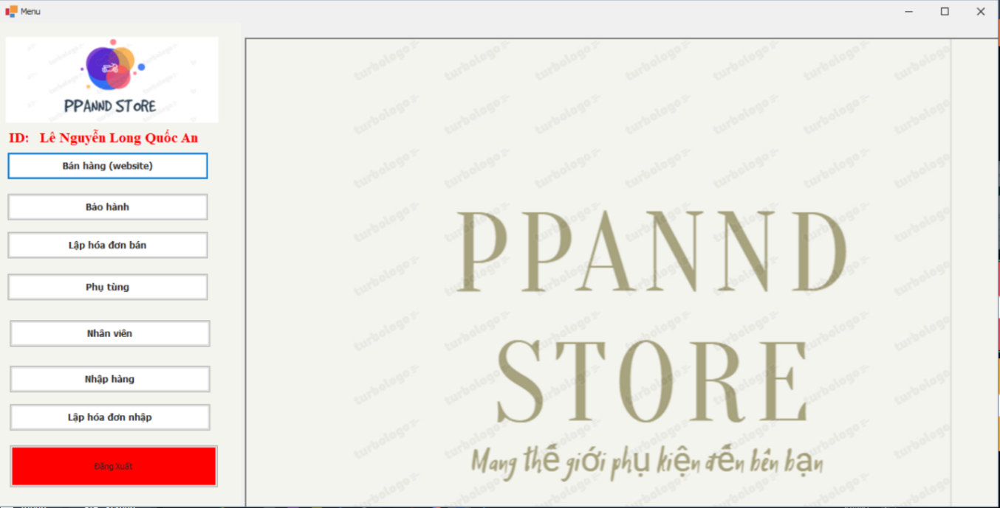 Menu
PPANND STORE
ID: Lê Nguyễn Long Quốc An
Bán hàng (website)
Bảo hành
Lập hóa đơn bán
Phụ tùng
Nhân viên
Nhập hàng
Lập hóa đơn nhập
Đăng Xuất
PPANND
STORE
Mang thế giới phụ kiện đến bên bạn
turbologo